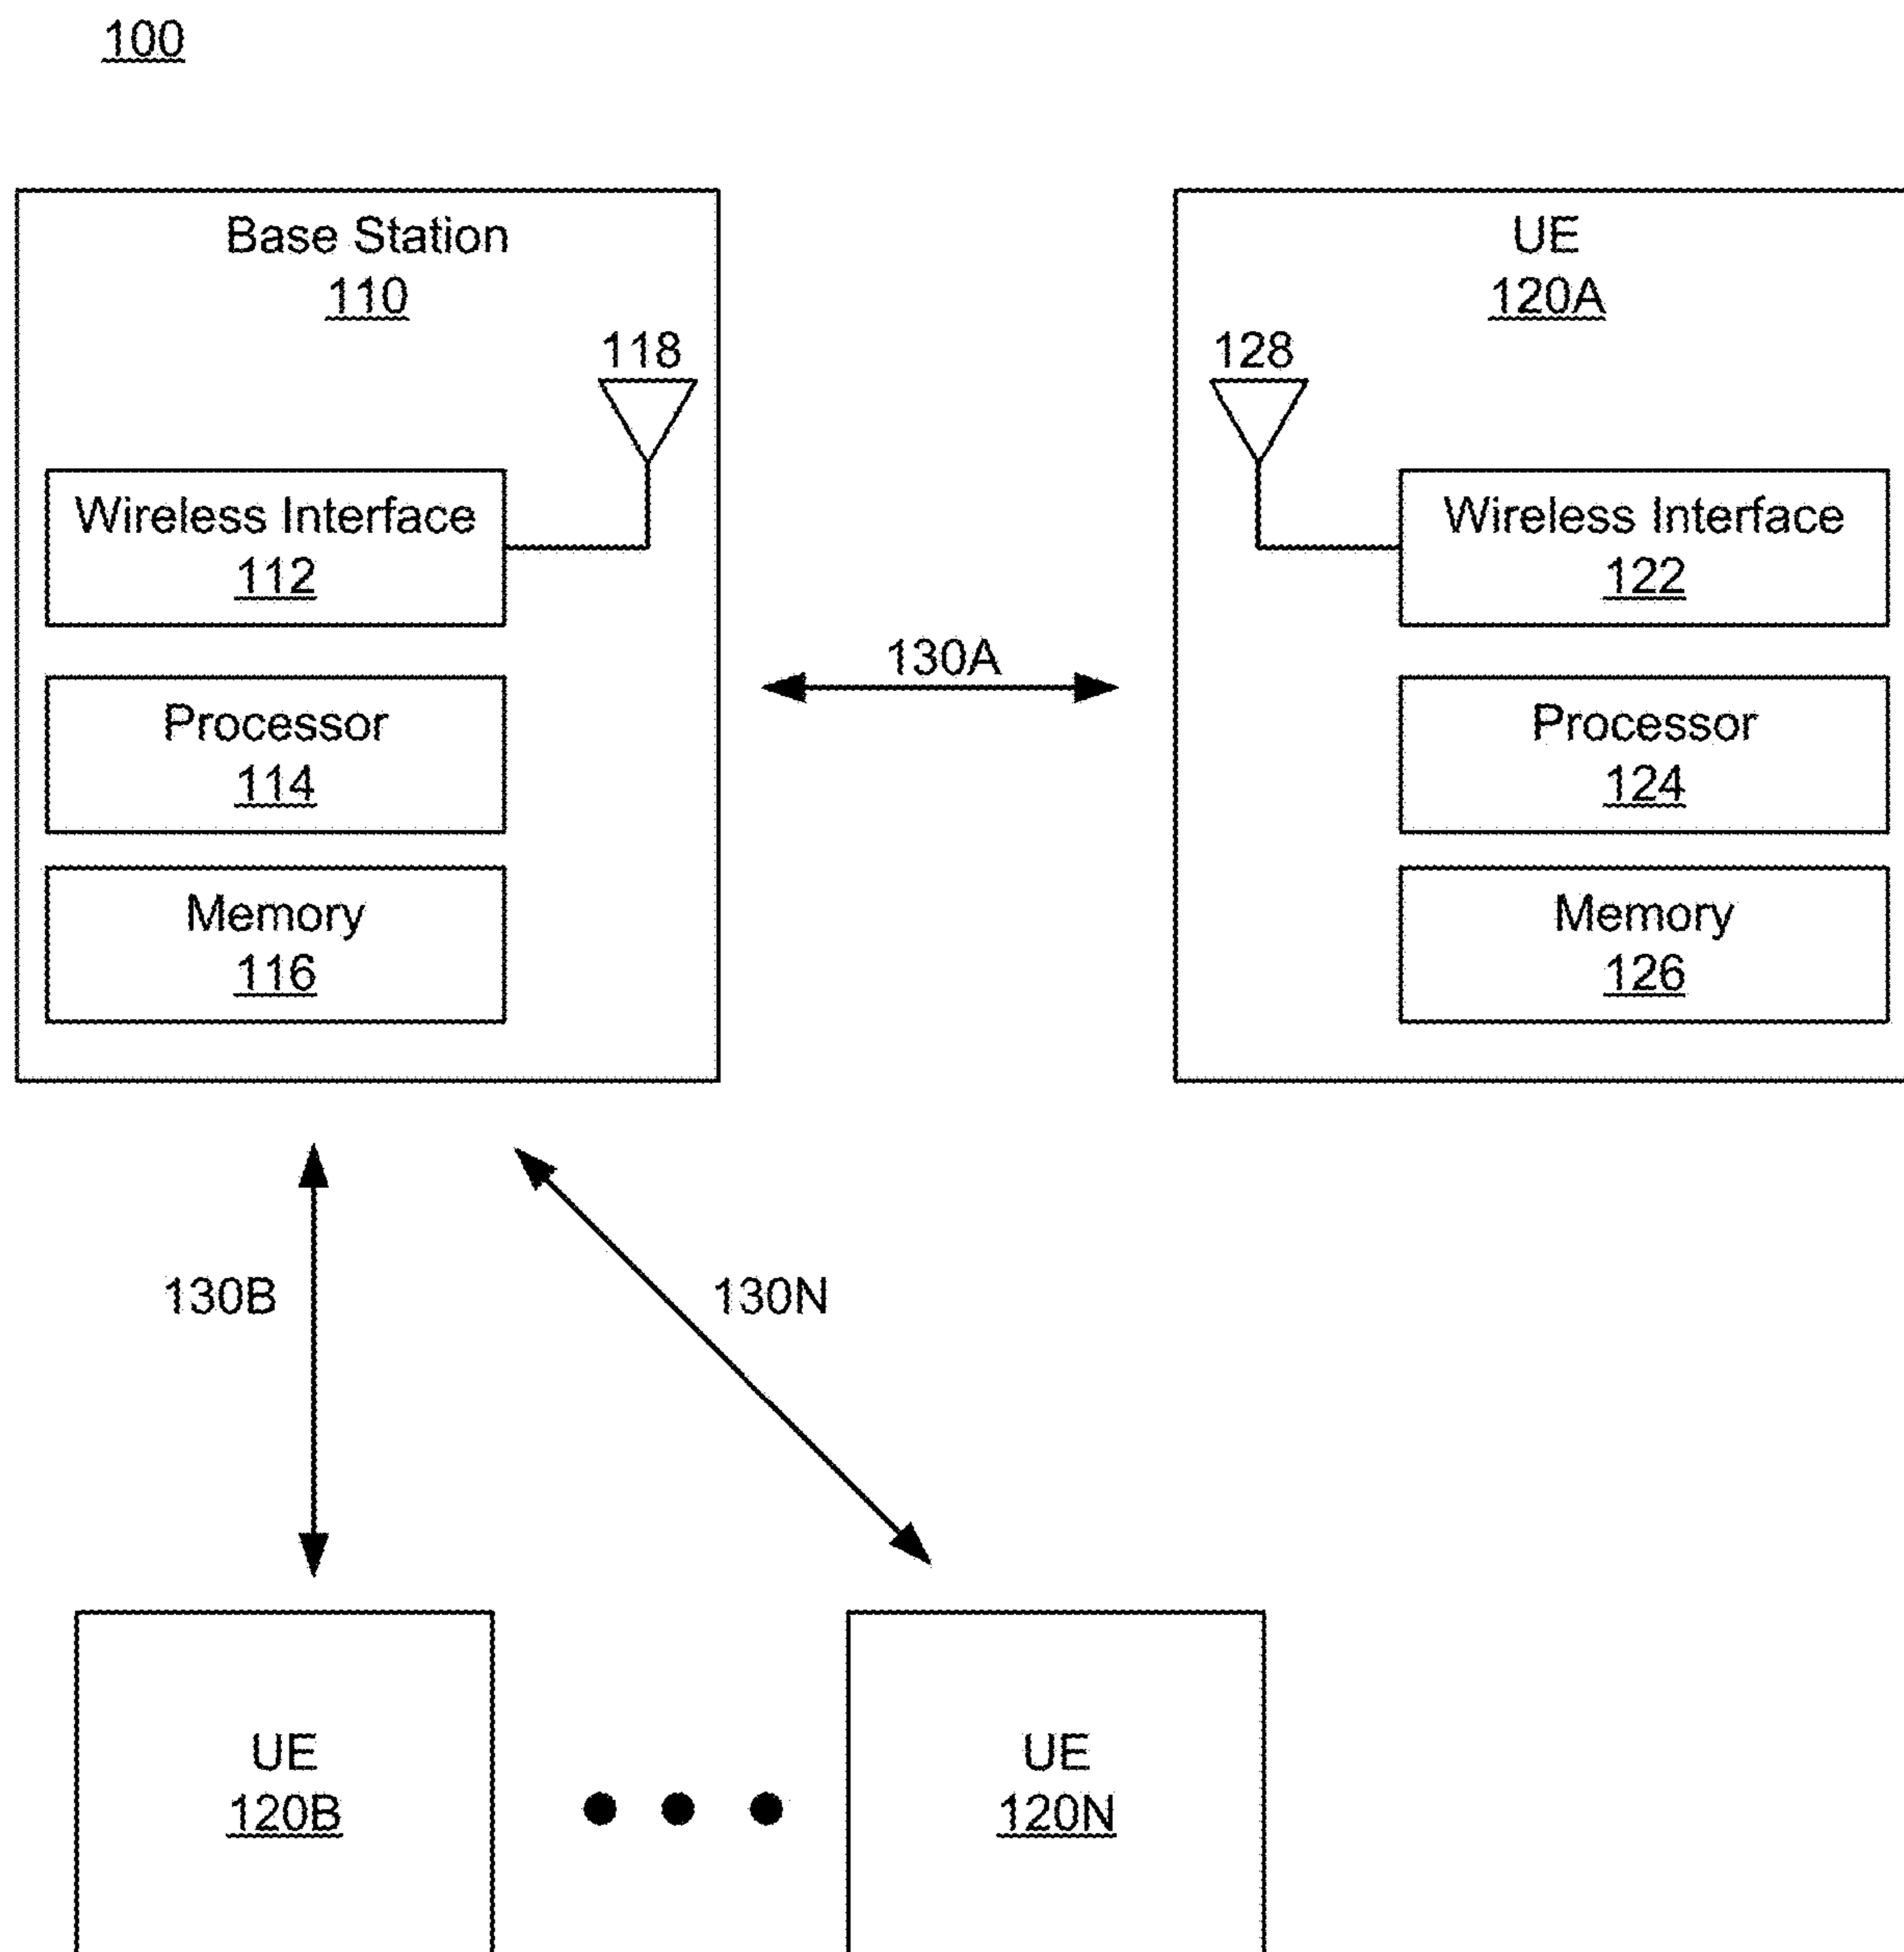 100
Base Station
110
118
Wireless Interface
112
Processor
114
Memory
116
UE
120A
128
Wireless Interface
122
Processor
124
Memory
126
130A
130B
130N
UE
120B
UE
120N